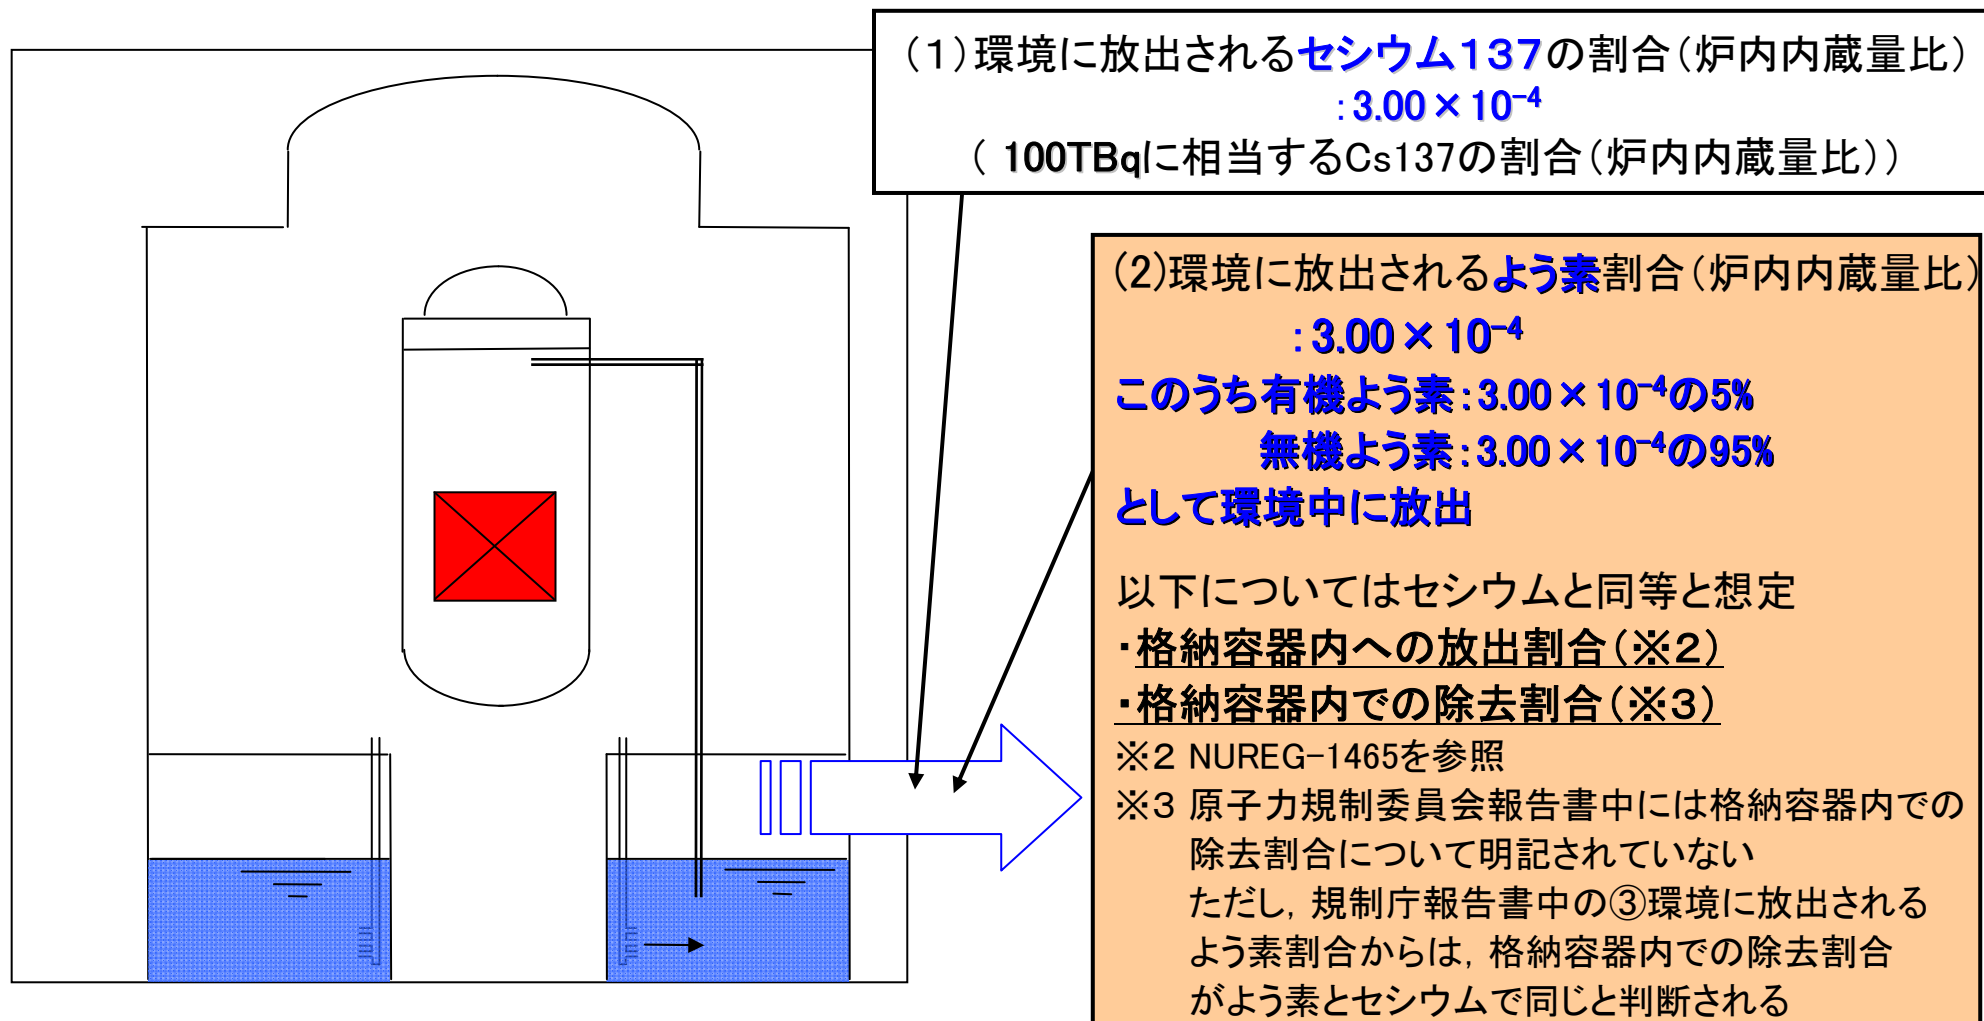 (1)環境に放出されるセシウム137の割合(炉内内蔵量比)
:3.00×10⁻⁴
( 100TBqに相当するCs137の割合(炉内内蔵量比))
(2)環境に放出されるよう素割合(炉内内蔵量比)
:3.00×10⁻⁴
このうち有機よう素:3.00×10⁻⁴の5%
無機よう素:3.00×10⁻⁴の95%
として環境中に放出
以下についてはセシウムと同等と想定
・格納容器内への放出割合(※2)
・格納容器内での除去割合(※3)
※2 NUREG-1465を参照
※3 原子力規制委員会報告書中には格納容器内での
除去割合について明記されていない
ただし, 規制庁報告書中の③環境に放出される
よう素割合からは, 格納容器内での除去割合
がよう素とセシウムで同じと判断される